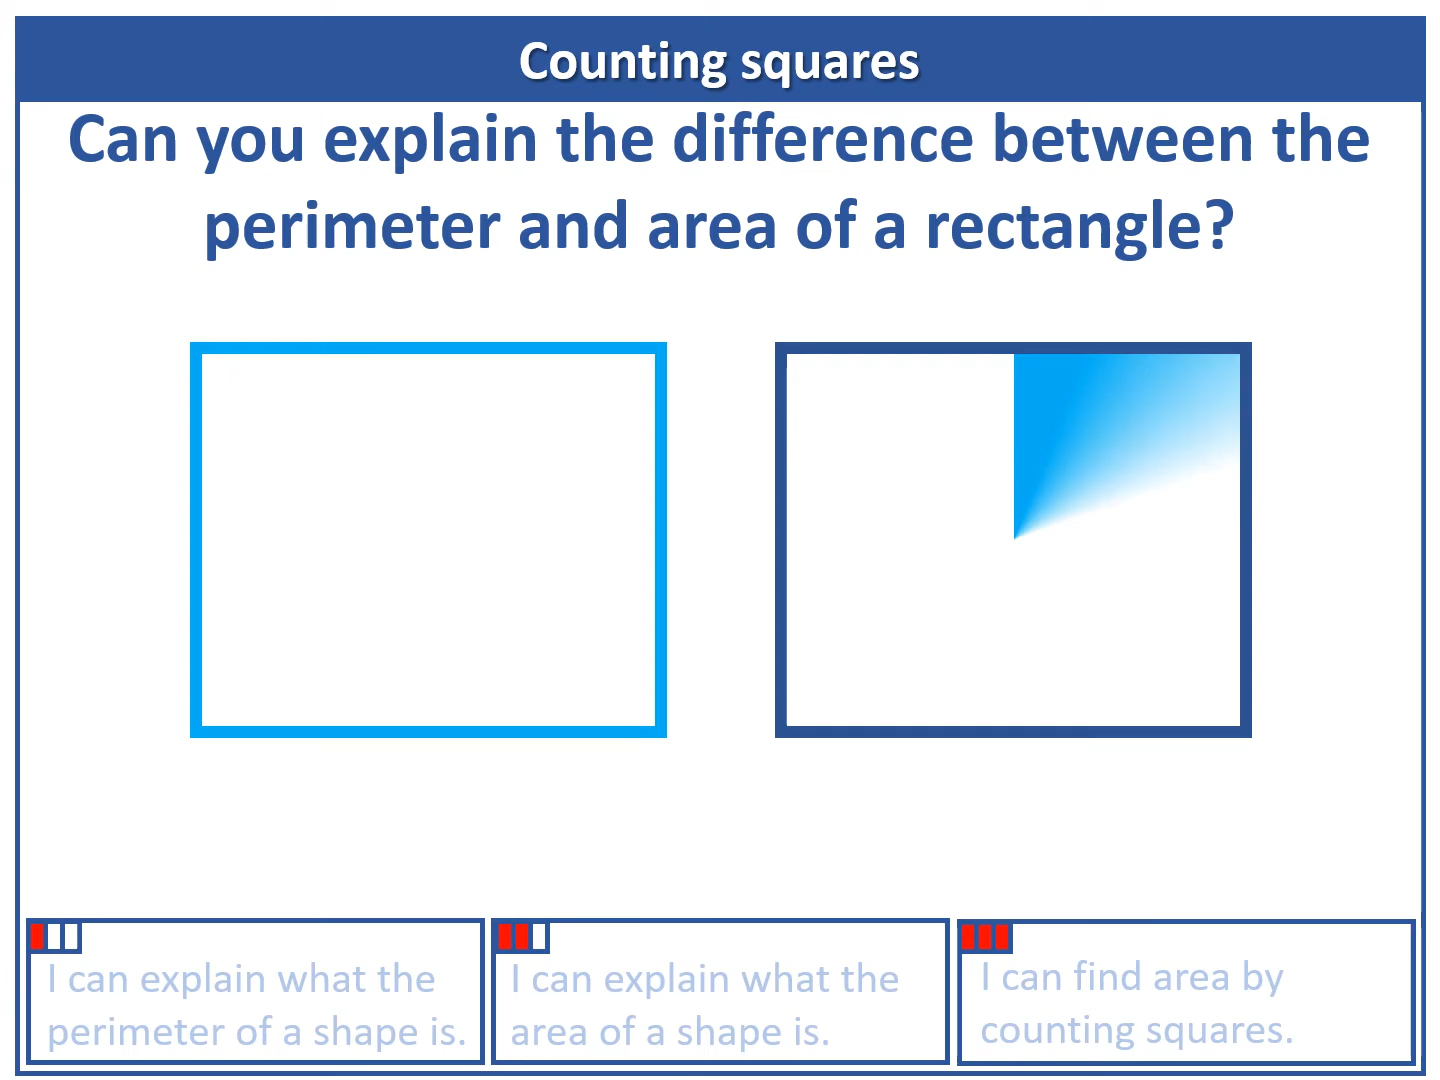 Counting squares
Can you explain the difference between the
perimeter and area of a rectangle?
I can explain what the
perimeter of a shape is.
I can explain what the
area of a shape is.
I can find area by
counting squares.